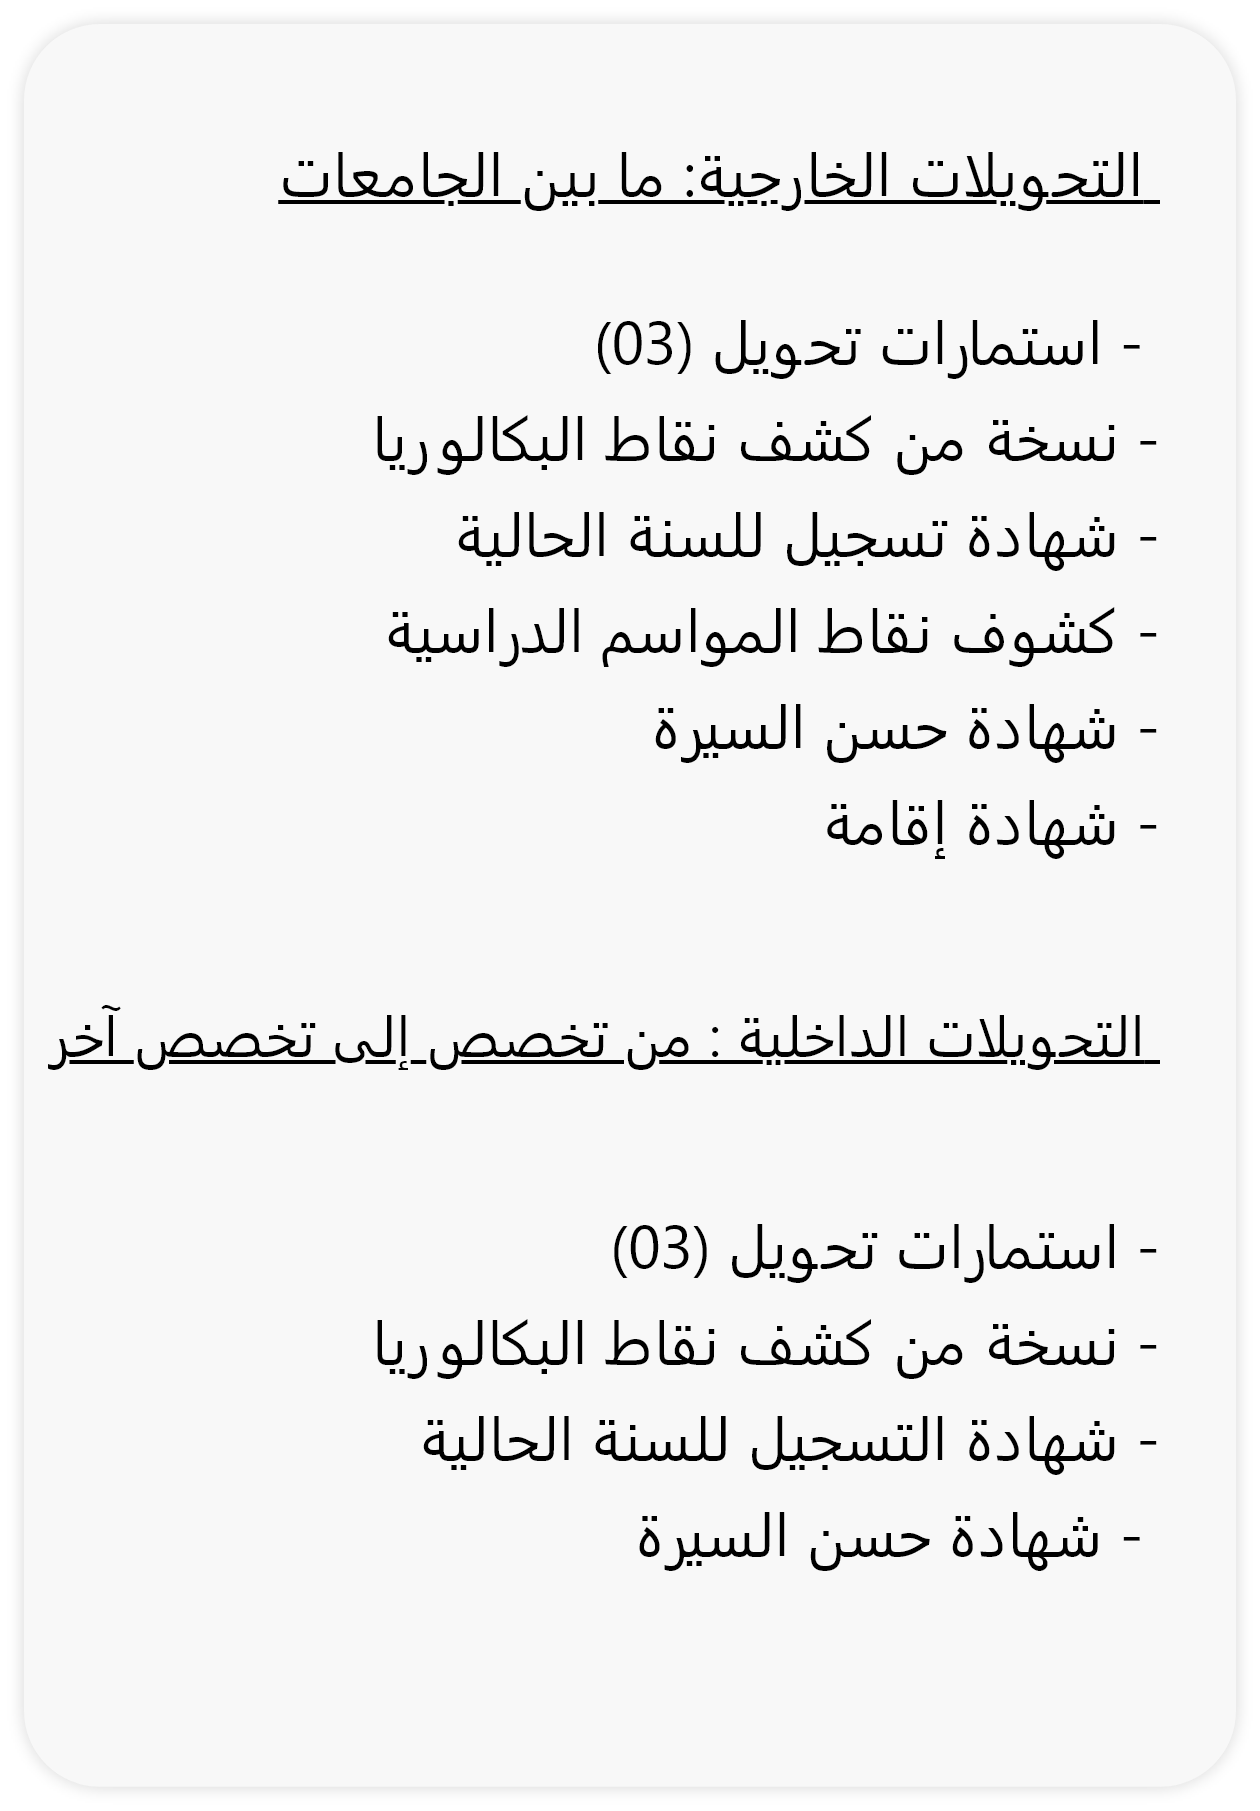 التحويلات الخارجية: ما بين الجامعات
- استمارات تحويل (03)
- نسخة من كشف نقاط البكالوريا
- شهادة تسجيل للسنة الحالية
- كشوف نقاط المواسم الدراسية
- شهادة حسن السيرة
- شهادة إقامة
التحويلات الداخلية : من تخصص إلى تخصص آخر
- استمارات تحويل (03)
- نسخة من كشف نقاط البكالوريا
- شهادة التسجيل للسنة الحالية
- شهادة حسن السيرة